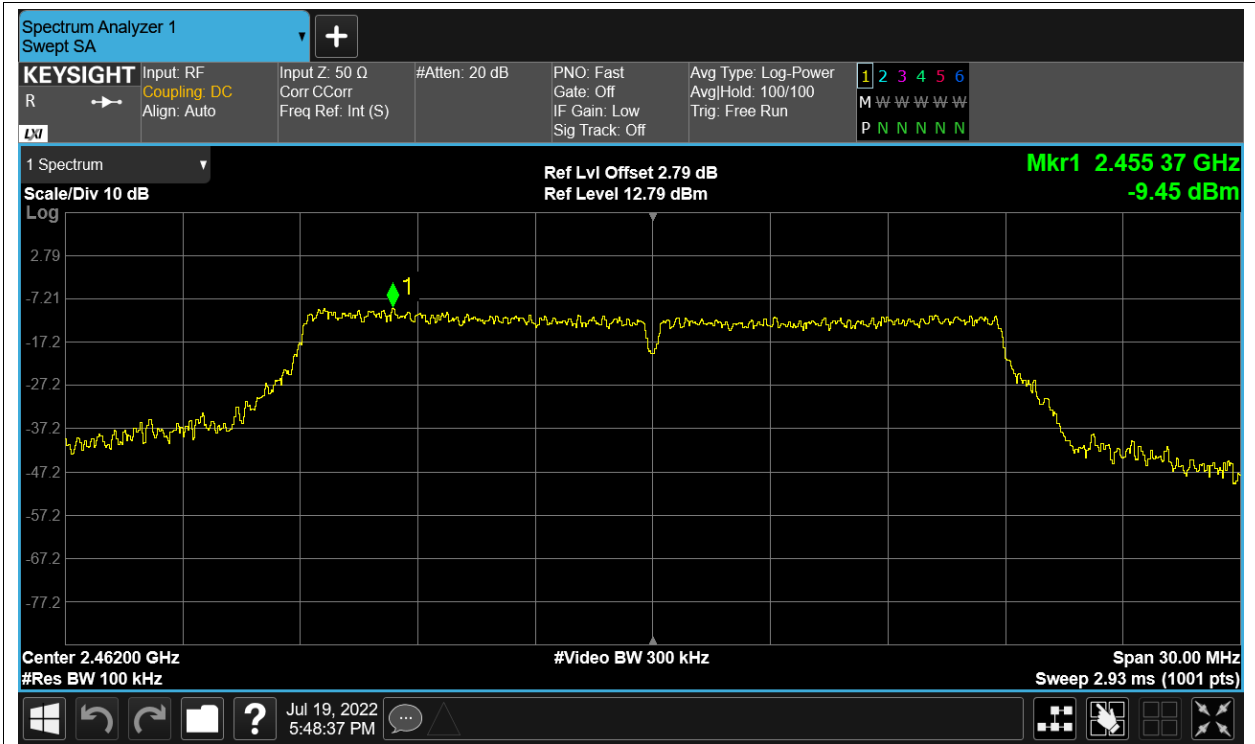 Spectrum Analyzer 1
Swept SA
KEYSIGHT
R
LXI
Input: RF
Coupling: DC
Align: Auto
Input Z: 50 Ω
Corr CCorr
Freq Ref: Int (S)
#Atten: 20 dB
PNO: Fast
Gate: Off
IF Gain: Low
Sig Track: Off
Avg Type: Log-Power
Avg|Hold: 100/100
Trig: Free Run
1 2 3 4 5 6
M W W W W W
P N N N N N
1 Spectrum
Scale/Div 10 dB
Ref Lvl Offset 2.79 dB
Ref Level 12.79 dBm
Mkr1 2.455 37 GHz
-9.45 dBm
Log
2.79
-7.21
-17.2
-27.2
-37.2
-47.2
-57.2
-67.2
-77.2
1
Center 2.46200 GHz
#Res BW 100 kHz
#Video BW 300 kHz
Span 30.00 MHz
Sweep 2.93 ms (1001 pts)
?
Jul 19, 2022
5:48:37 PM